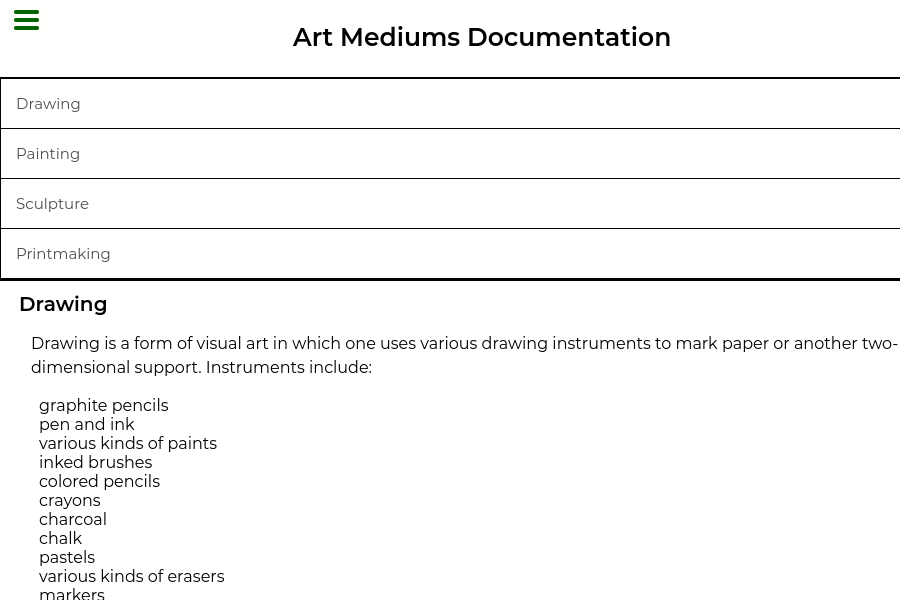 Art Mediums Documentation
Drawing
Painting
Sculpture
Printmaking
Drawing
Drawing is a form of visual art in which one uses various drawing instruments to mark paper or another two-
dimensional support. Instruments include:
graphite pencils
pen and ink
various kinds of paints
inked brushes
colored pencils
crayons
charcoal
chalk
pastels
various kinds of erasers
markers